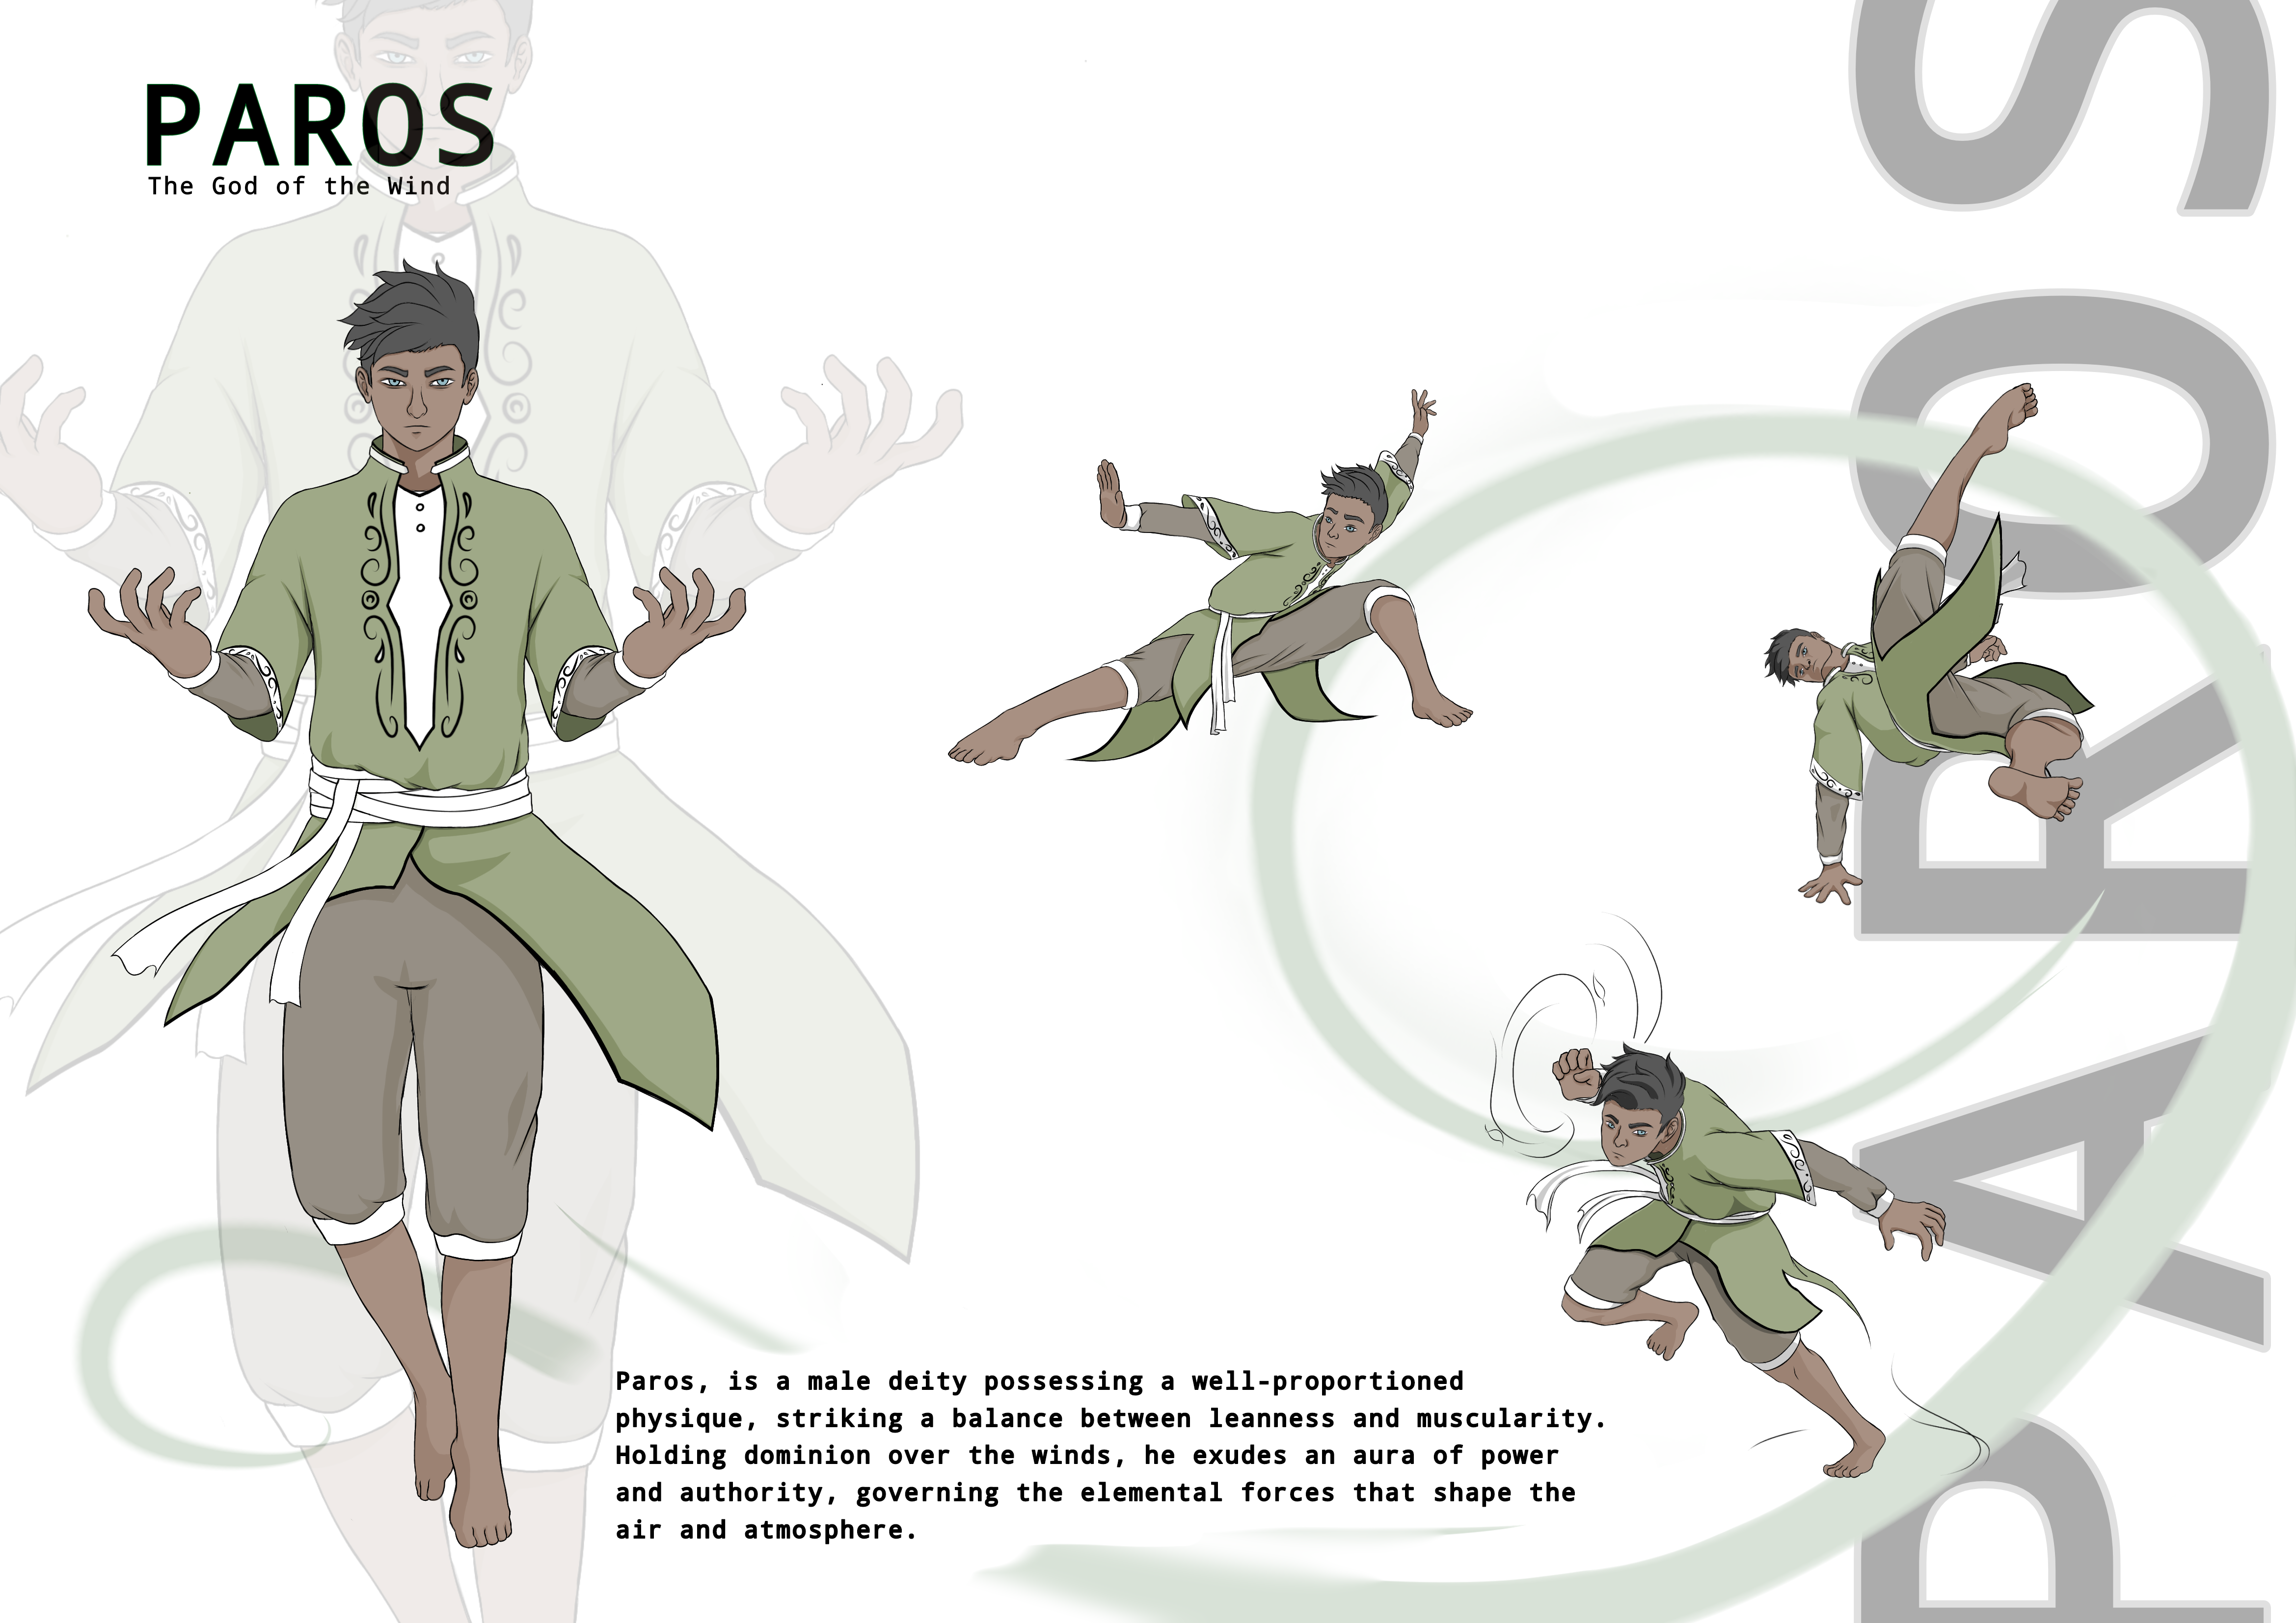 PAROS
The God of the Wind
PAROS
Paros, is a male deity possessing a well-proportioned
physique, striking a balance between leanness and muscularity.
Holding dominion over the winds, he exudes an aura of power
and authority, governing the elemental forces that shape the
air and atmosphere.